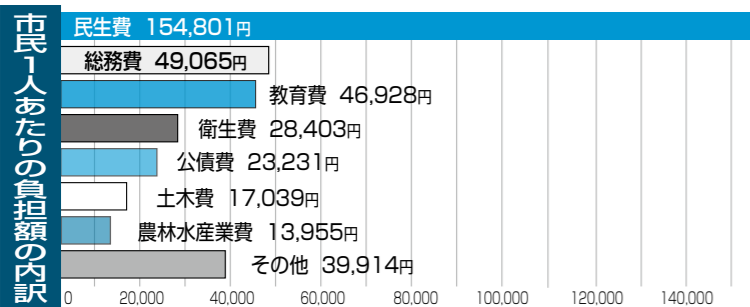 市民1人あたりの負担額の内訳
民生費 154,801円
総務費 49,065円
教育費 46,928円
衛生費 28,403円
公債費 23,231円
土木費 17,039円
農林水産業費 13,955円
その他 39,914円
0 20,000 40,000 60,000 80,000 100,000 120,000 140,000